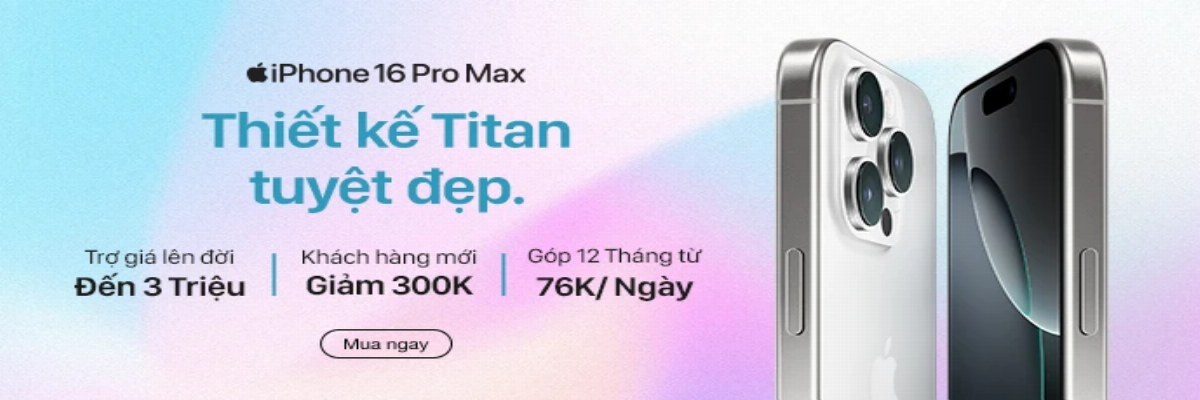 iPhone 16 Pro Max
Thiết kế Titan
tuyệt đẹp.
Trợ giá lên đời
Đến 3 Triệu
Khách hàng mới
Giảm 300K
Góp 12 Tháng từ
76K/ Ngày
Mua ngay